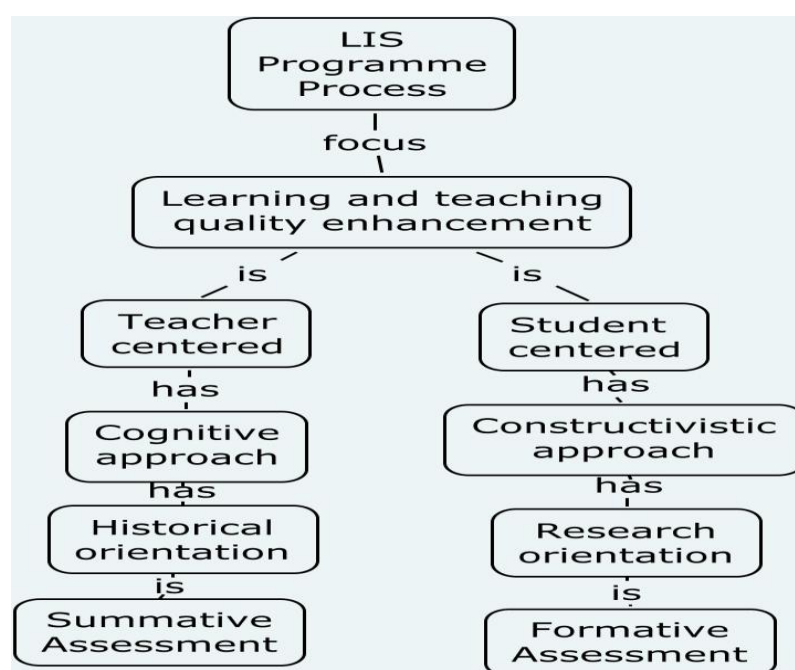 LIS
Programme
Process
focus
Learning and teaching
quality enhancement
is
is
Teacher
centered
Student
centered
has
has
Cognitive
approach
Constructivistic
approach
has
has
Historical
orientation
Research
orientation
is
is
Summative
Assessment
Formative
Assessment